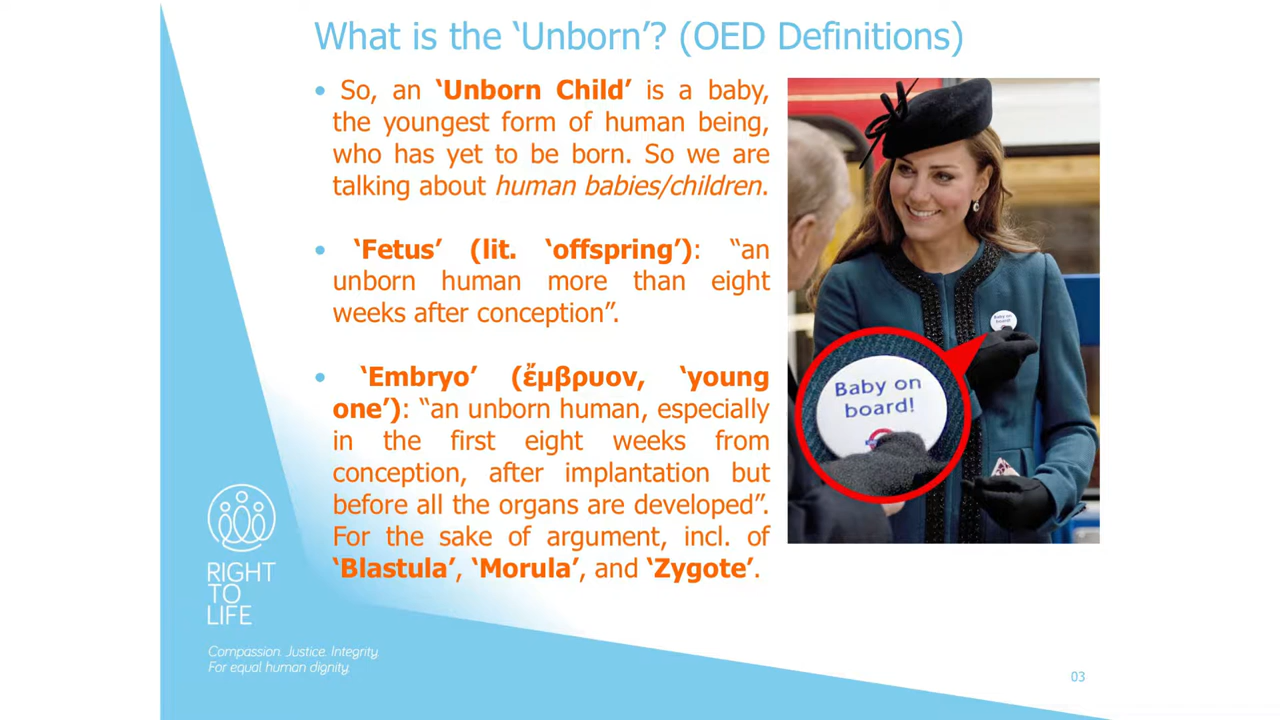 What is the ‘Unborn’? (OED Definitions)
• So, an ‘Unborn Child’ is a baby,
the youngest form of human being,
who has yet to be born. So we are
talking about human babies/children.
• ‘Fetus’ (lit. ‘offspring’): “an
unborn human more than eight
weeks after conception”.
• ‘Embryo’ (ἔμβρυον, ‘young
one’): “an unborn human, especially
in the first eight weeks from
conception, after implantation but
before all the organs are developed”.
For the sake of argument, incl. of
‘Blastula’, ‘Morula’, and ‘Zygote’.
Baby on
board!
Baby on
board!
RIGHT
TO
LIFE
Compassion. Justice. Integrity.
For equal human dignity.
03